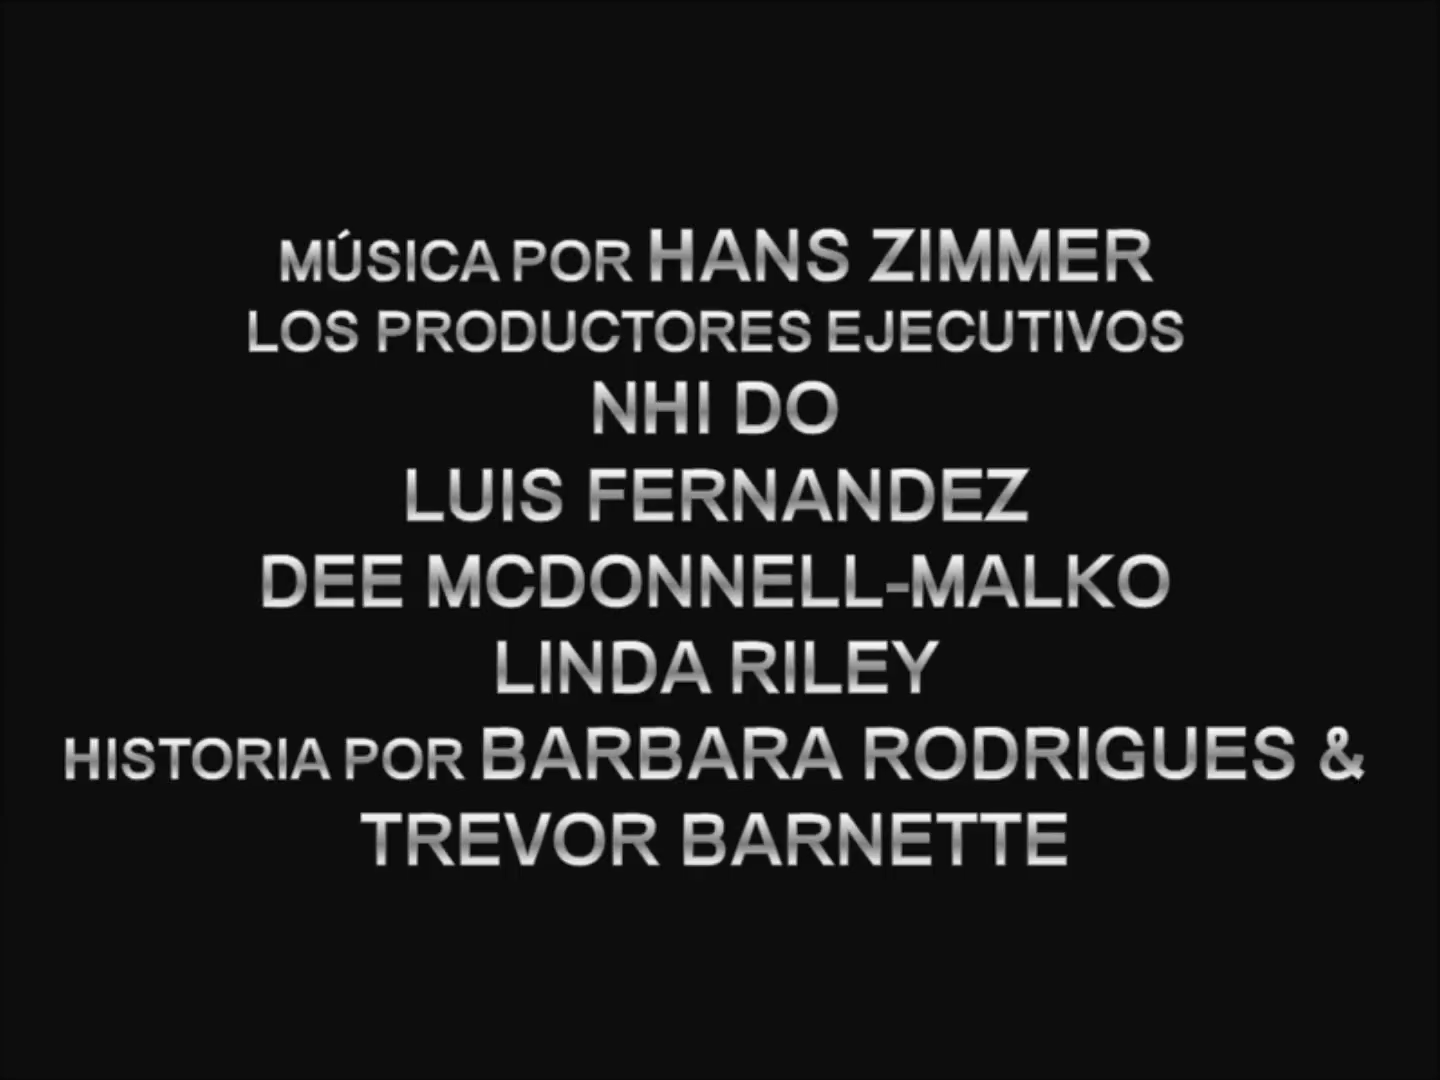 MÚSICA POR HANS ZIMMER
LOS PRODUCTORES EJECUTIVOS
NHI DO
LUIS FERNANDEZ
DEE MCDONNELL-MALKO
LINDA RILEY
HISTORIA POR BARBARA RODRIGUES &
TREVOR BARNETTE